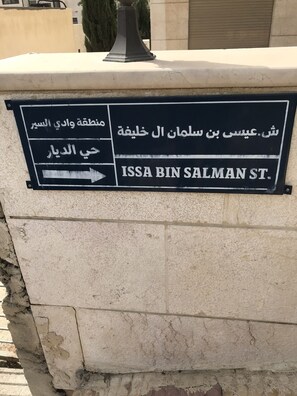 ش.عيسى بن سلمان ال خليفة
ISSA BIN SALMAN ST.
منطقة وادي السير
حي الديار